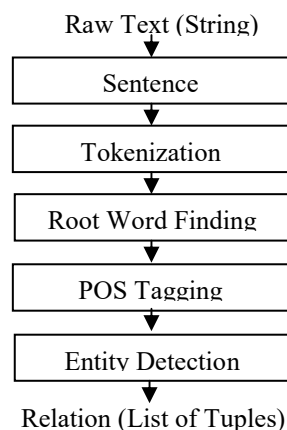 Raw Text (String)
Sentence
Tokenization
Root Word Finding
POS Tagging
Entity Detection
Relation (List of Tuples)